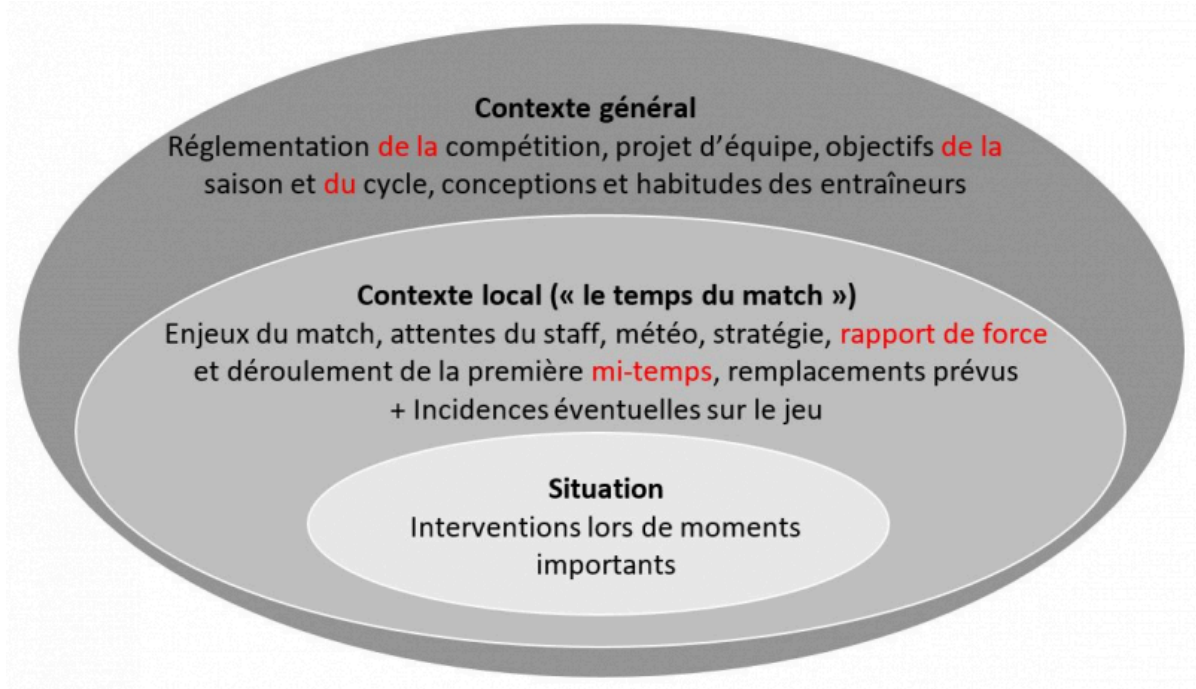 Contexte général
Réglementation de la compétition, projet d’équipe, objectifs de la
saison et du cycle, conceptions et habitudes des entraîneurs
Contexte local (« le temps du match »)
Enjeux du match, attentes du staff, météo, stratégie, rapport de force
et déroulement de la première mi-temps, remplacements prévus
+ Incidences éventuelles sur le jeu
Situation
Interventions lors de moments
importants